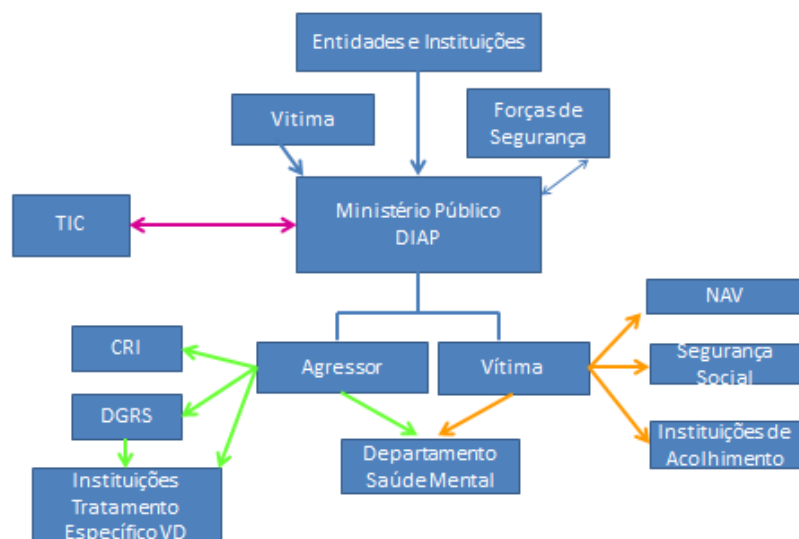 Entidades e Instituições
Vitima
Forças de
Segurança
TIC
Ministério Público
DIAP
NAV
CRI
Agressor
Vítima
Segurança
Social
DGRS
Departamento
Saúde Mental
Instituições de
Acolhimento
Instituições
Tratamento
Específico VD